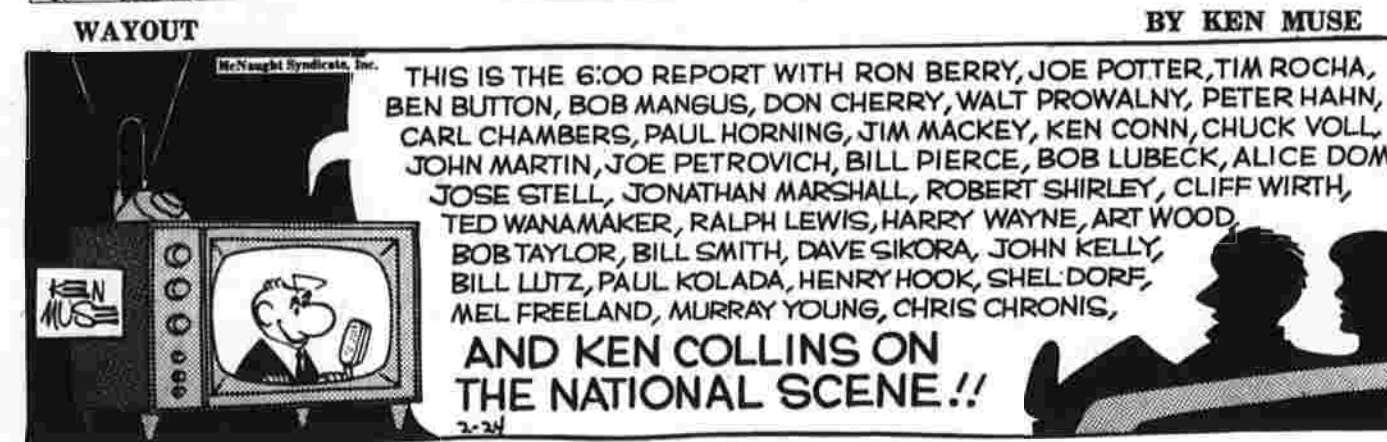 WAYOUT
BY KEN MUSE
McNaught Syndicate, Inc.
THIS IS THE 6:00 REPORT WITH RON BERRY, JOE POTTER, TIM ROCHA,
BEN BUTTON, BOB MANGUS, DON CHERRY, WALT PROWALNY, PETER HAHN,
CARL CHAMBERS, PAUL HORNING, JIM MACKEY, KEN CONN, CHUCK VOLL,
JOHN MARTIN, JOE PETROVICH, BILL PIERCE, BOB LUBECK, ALICE DOM
JOSE STELL, JONATHAN MARSHALL, ROBERT SHIRLEY, CLIFF WIRTH,
TED WANAMAKER, RALPH LEWIS, HARRY WAYNE, ART WOOD,
BOB TAYLOR, BILL SMITH, DAVE SIKORA, JOHN KELLY,
BILL LUTZ, PAUL KOLADA, HENRY HOOK, SHEL DORF,
MEL FREELAND, MURRAY YOUNG, CHRIS CHRONIS,
AND KEN COLLINS ON
THE NATIONAL SCENE!!
KEN
MUSE
2-24